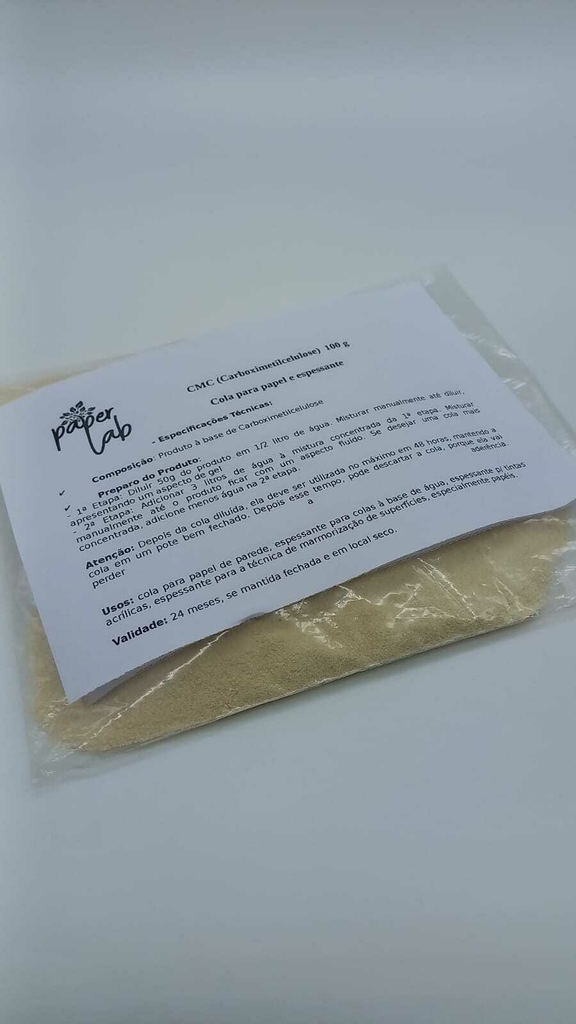 CMC (Carboximetilcelulose) 100 g
Cola para papel e espessante
paper
lab
- Especificações Técnicas:
Composição: Produto à base de Carboximeticelulose
Preparo do Produto:
✓ 1ª Etapa: Diluir 50g do produto em 1/2 litro de água. Misturar manualmente até diluir,
apresentando um aspecto de gel
✓ - 2ª Etapa: Adicionar 3 litros de água à mistura concentrada da 1ª etapa. Misturar
manualmente até o produto ficar com um aspecto fluido. Se desejar uma cola mais
concentrada, adicione menos água na 2ª etapa.
Atenção: Depois da cola diluída, ela deve ser utilizada no máximo em 48 horas, mantendo a
cola em um pote bem fechado. Depois esse tempo, pode descartar a cola, porque ela vai
perder a aderência.
Usos: cola para papel de parede, espessante para colas à base de água, espessante p/ tintas
acrílicas, espessante para a técnica de marmorização de superfícies, especialmente papéis.
Validade: 24 meses, se mantida fechada e em local seco.